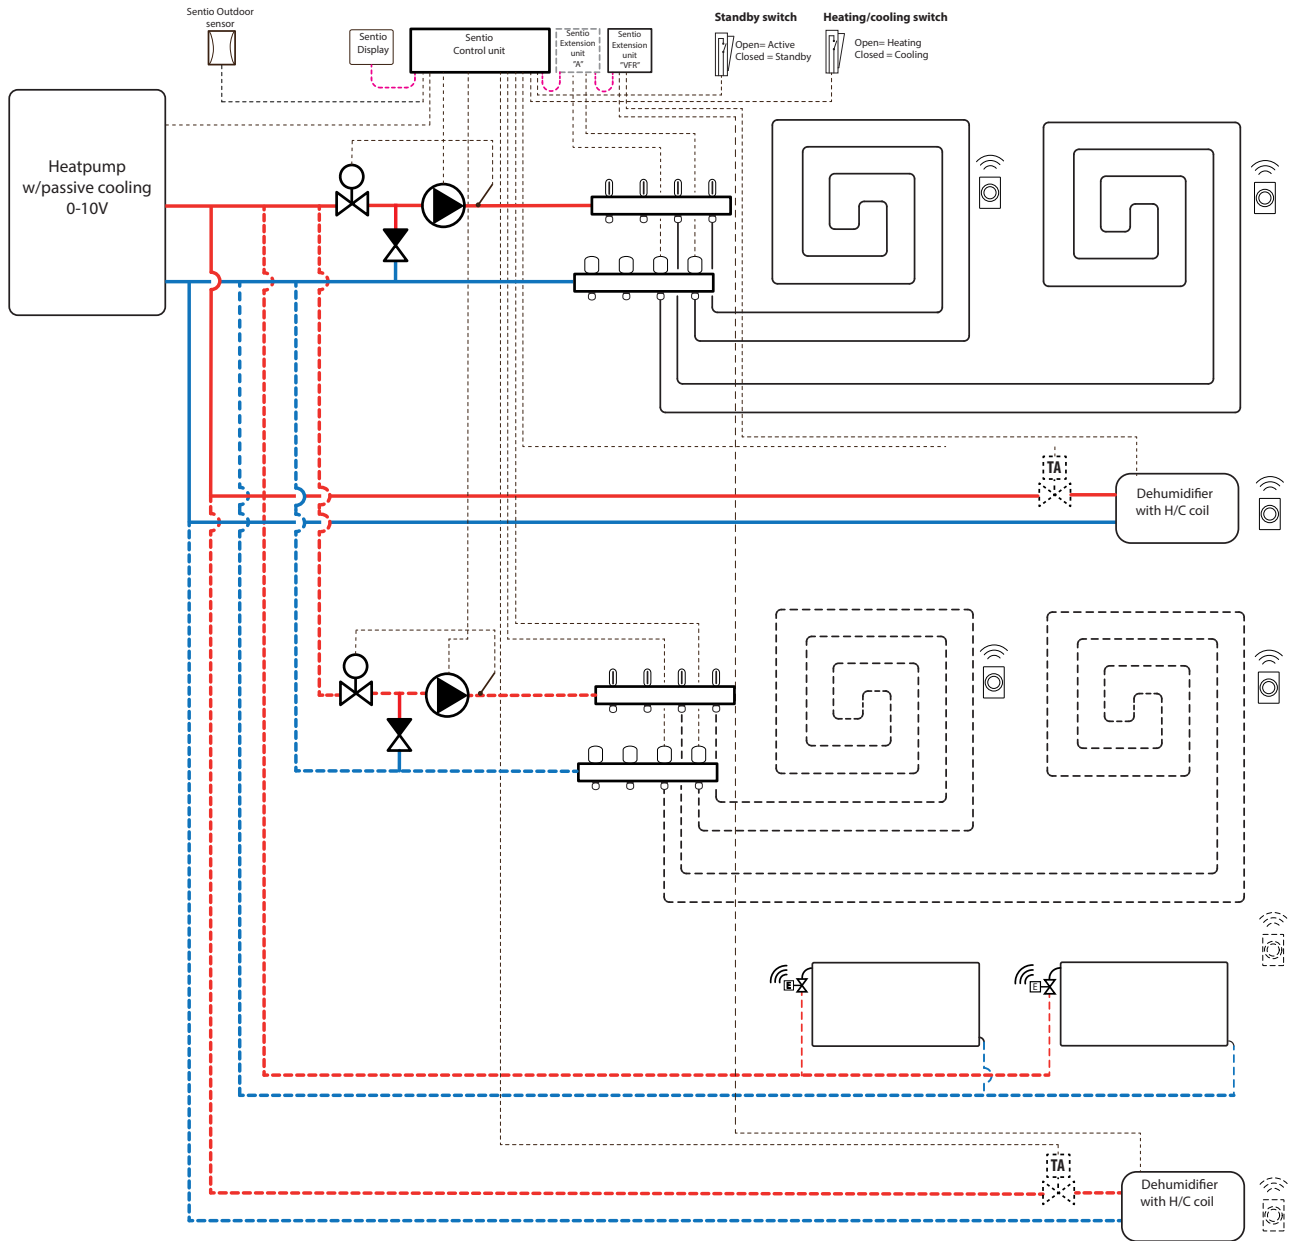 Sentio Outdoor
sensor
Sentio
Display
Sentio
Control unit
Sentio
Extension
unit
"A"
Sentio
Extension
unit
"VFR"
Standby switch
Open= Active
Closed = Standby
Heating/cooling switch
Open= Heating
Closed = Cooling
Heatpump
w/passive cooling
0-10V
TA
Dehumidifier
with H/C coil
E
E
TA
Dehumidifier
with H/C coil